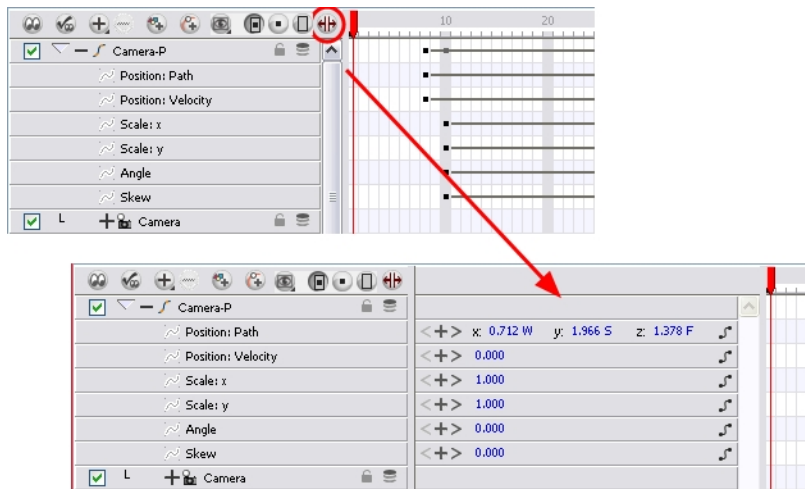 10 20
Camera-P
Position: Path
Position: Velocity
Scale: x
Scale: y
Angle
Skew
Camera
Camera-P
Position: Path x: 0.712 W y: 1.966 S z: 1.378 F
Position: Velocity 0.000
Scale: x 1.000
Scale: y 1.000
Angle 0.000
Skew 0.000
Camera